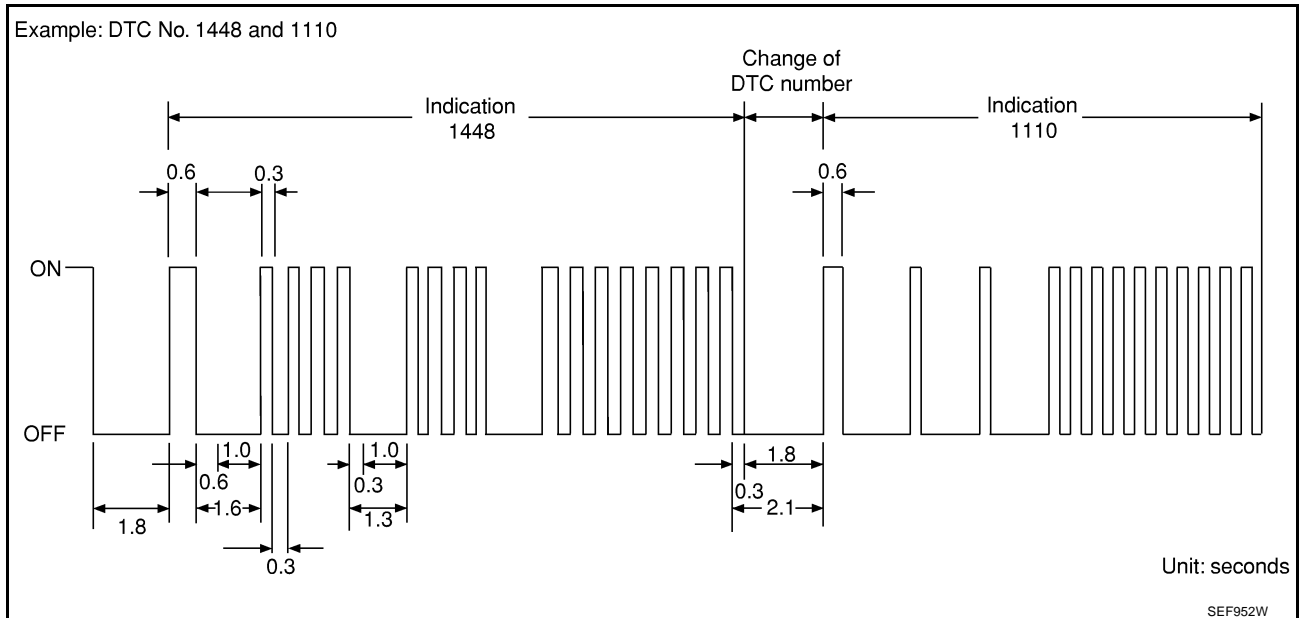 Example: DTC No. 1448 and 1110
Change of
DTC number
Indication
1448
Indication
1110
0.6
0.3
0.6
ON
OFF
1.0
1.0
1.8
0.6
0.3
0.3
1.8
1.6
1.3
2.1
0.3
Unit: seconds
SEF952W